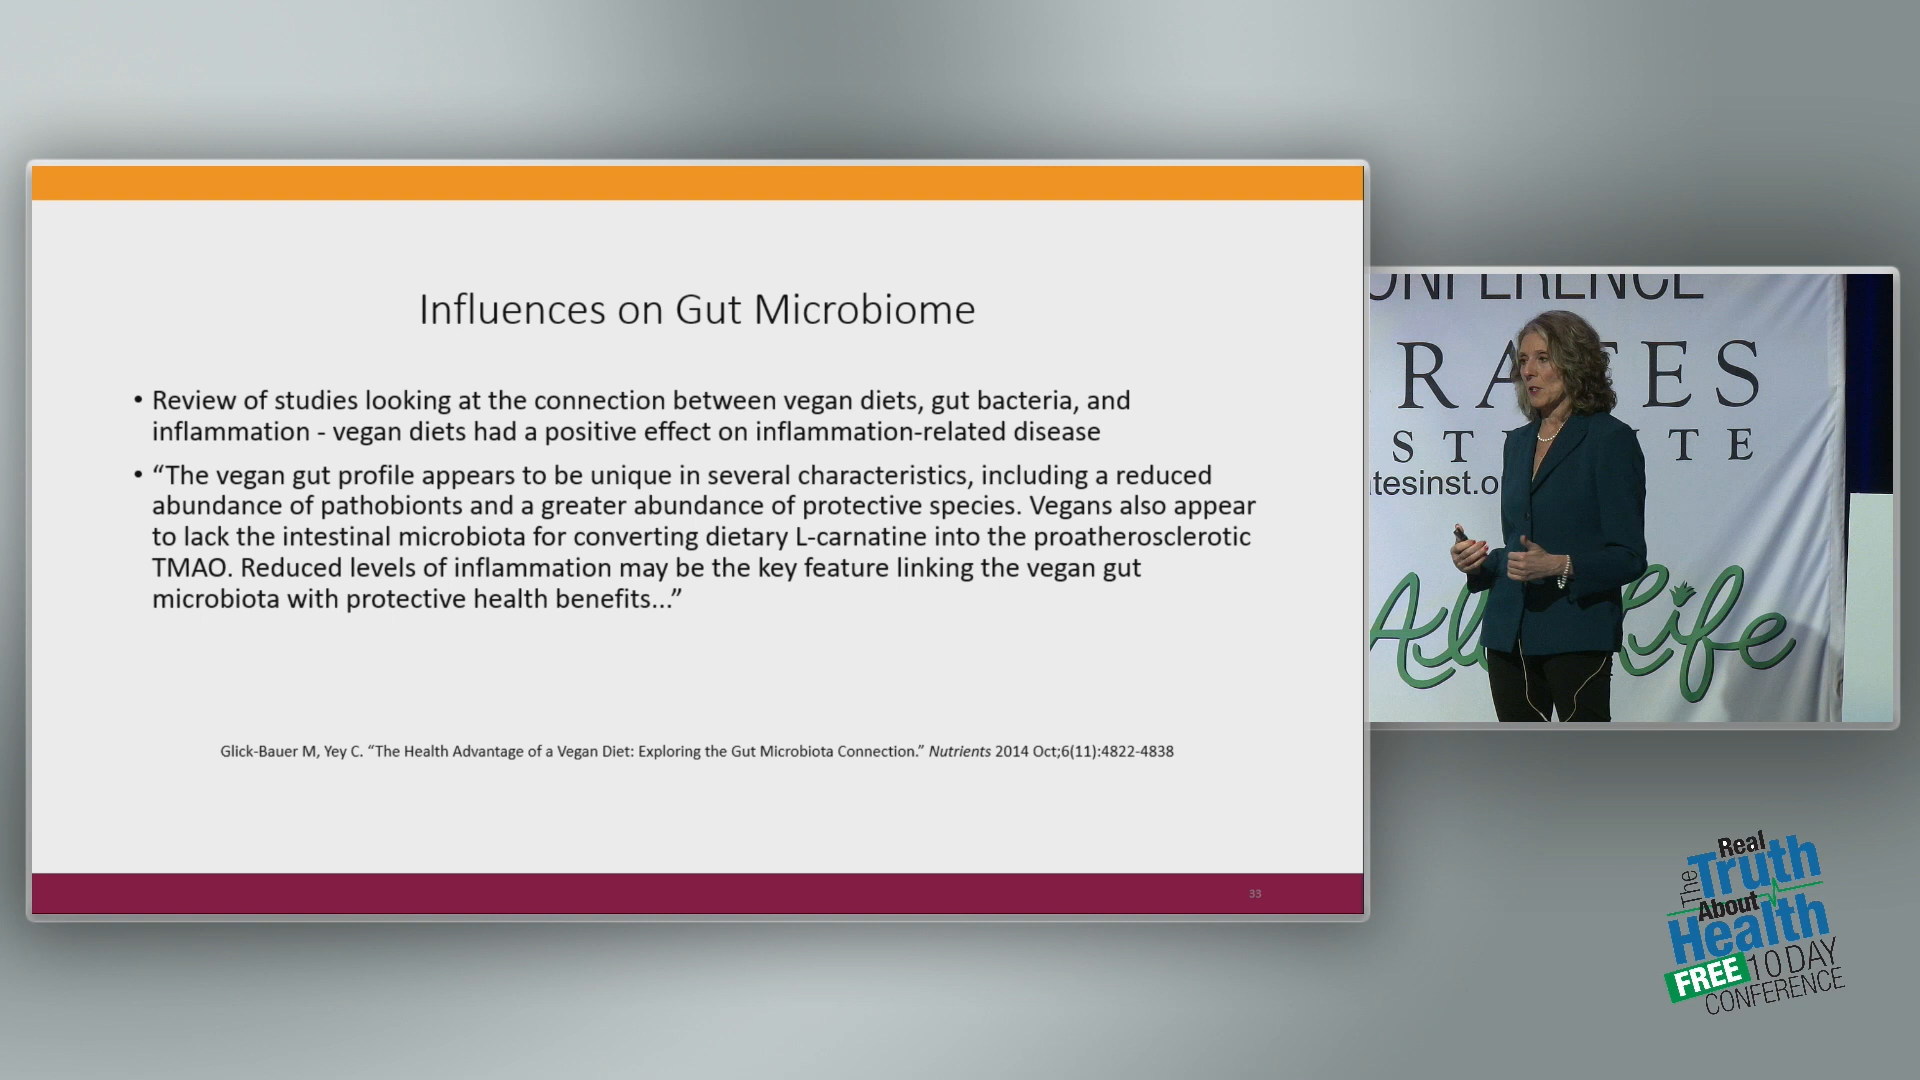 Influences on Gut Microbiome
• Review of studies looking at the connection between vegan diets, gut bacteria, and
inflammation - vegan diets had a positive effect on inflammation-related disease
• “The vegan gut profile appears to be unique in several characteristics, including a reduced
abundance of pathobionts and a greater abundance of protective species. Vegans also appear
to lack the intestinal microbiota for converting dietary L-carnatine into the proatherosclerotic
TMAO. Reduced levels of inflammation may be the key feature linking the vegan gut
microbiota with protective health benefits...”
Glick-Bauer M, Yey C. “The Health Advantage of a Vegan Diet: Exploring the Gut Microbiota Connection.” Nutrients 2014 Oct;6(11):4822-4838
33
ONFERENCE
RA ES
ST TE
tesinst.o
Life
The Real
Truth
About
Health
FREE 10 DAY
CONFERENCE